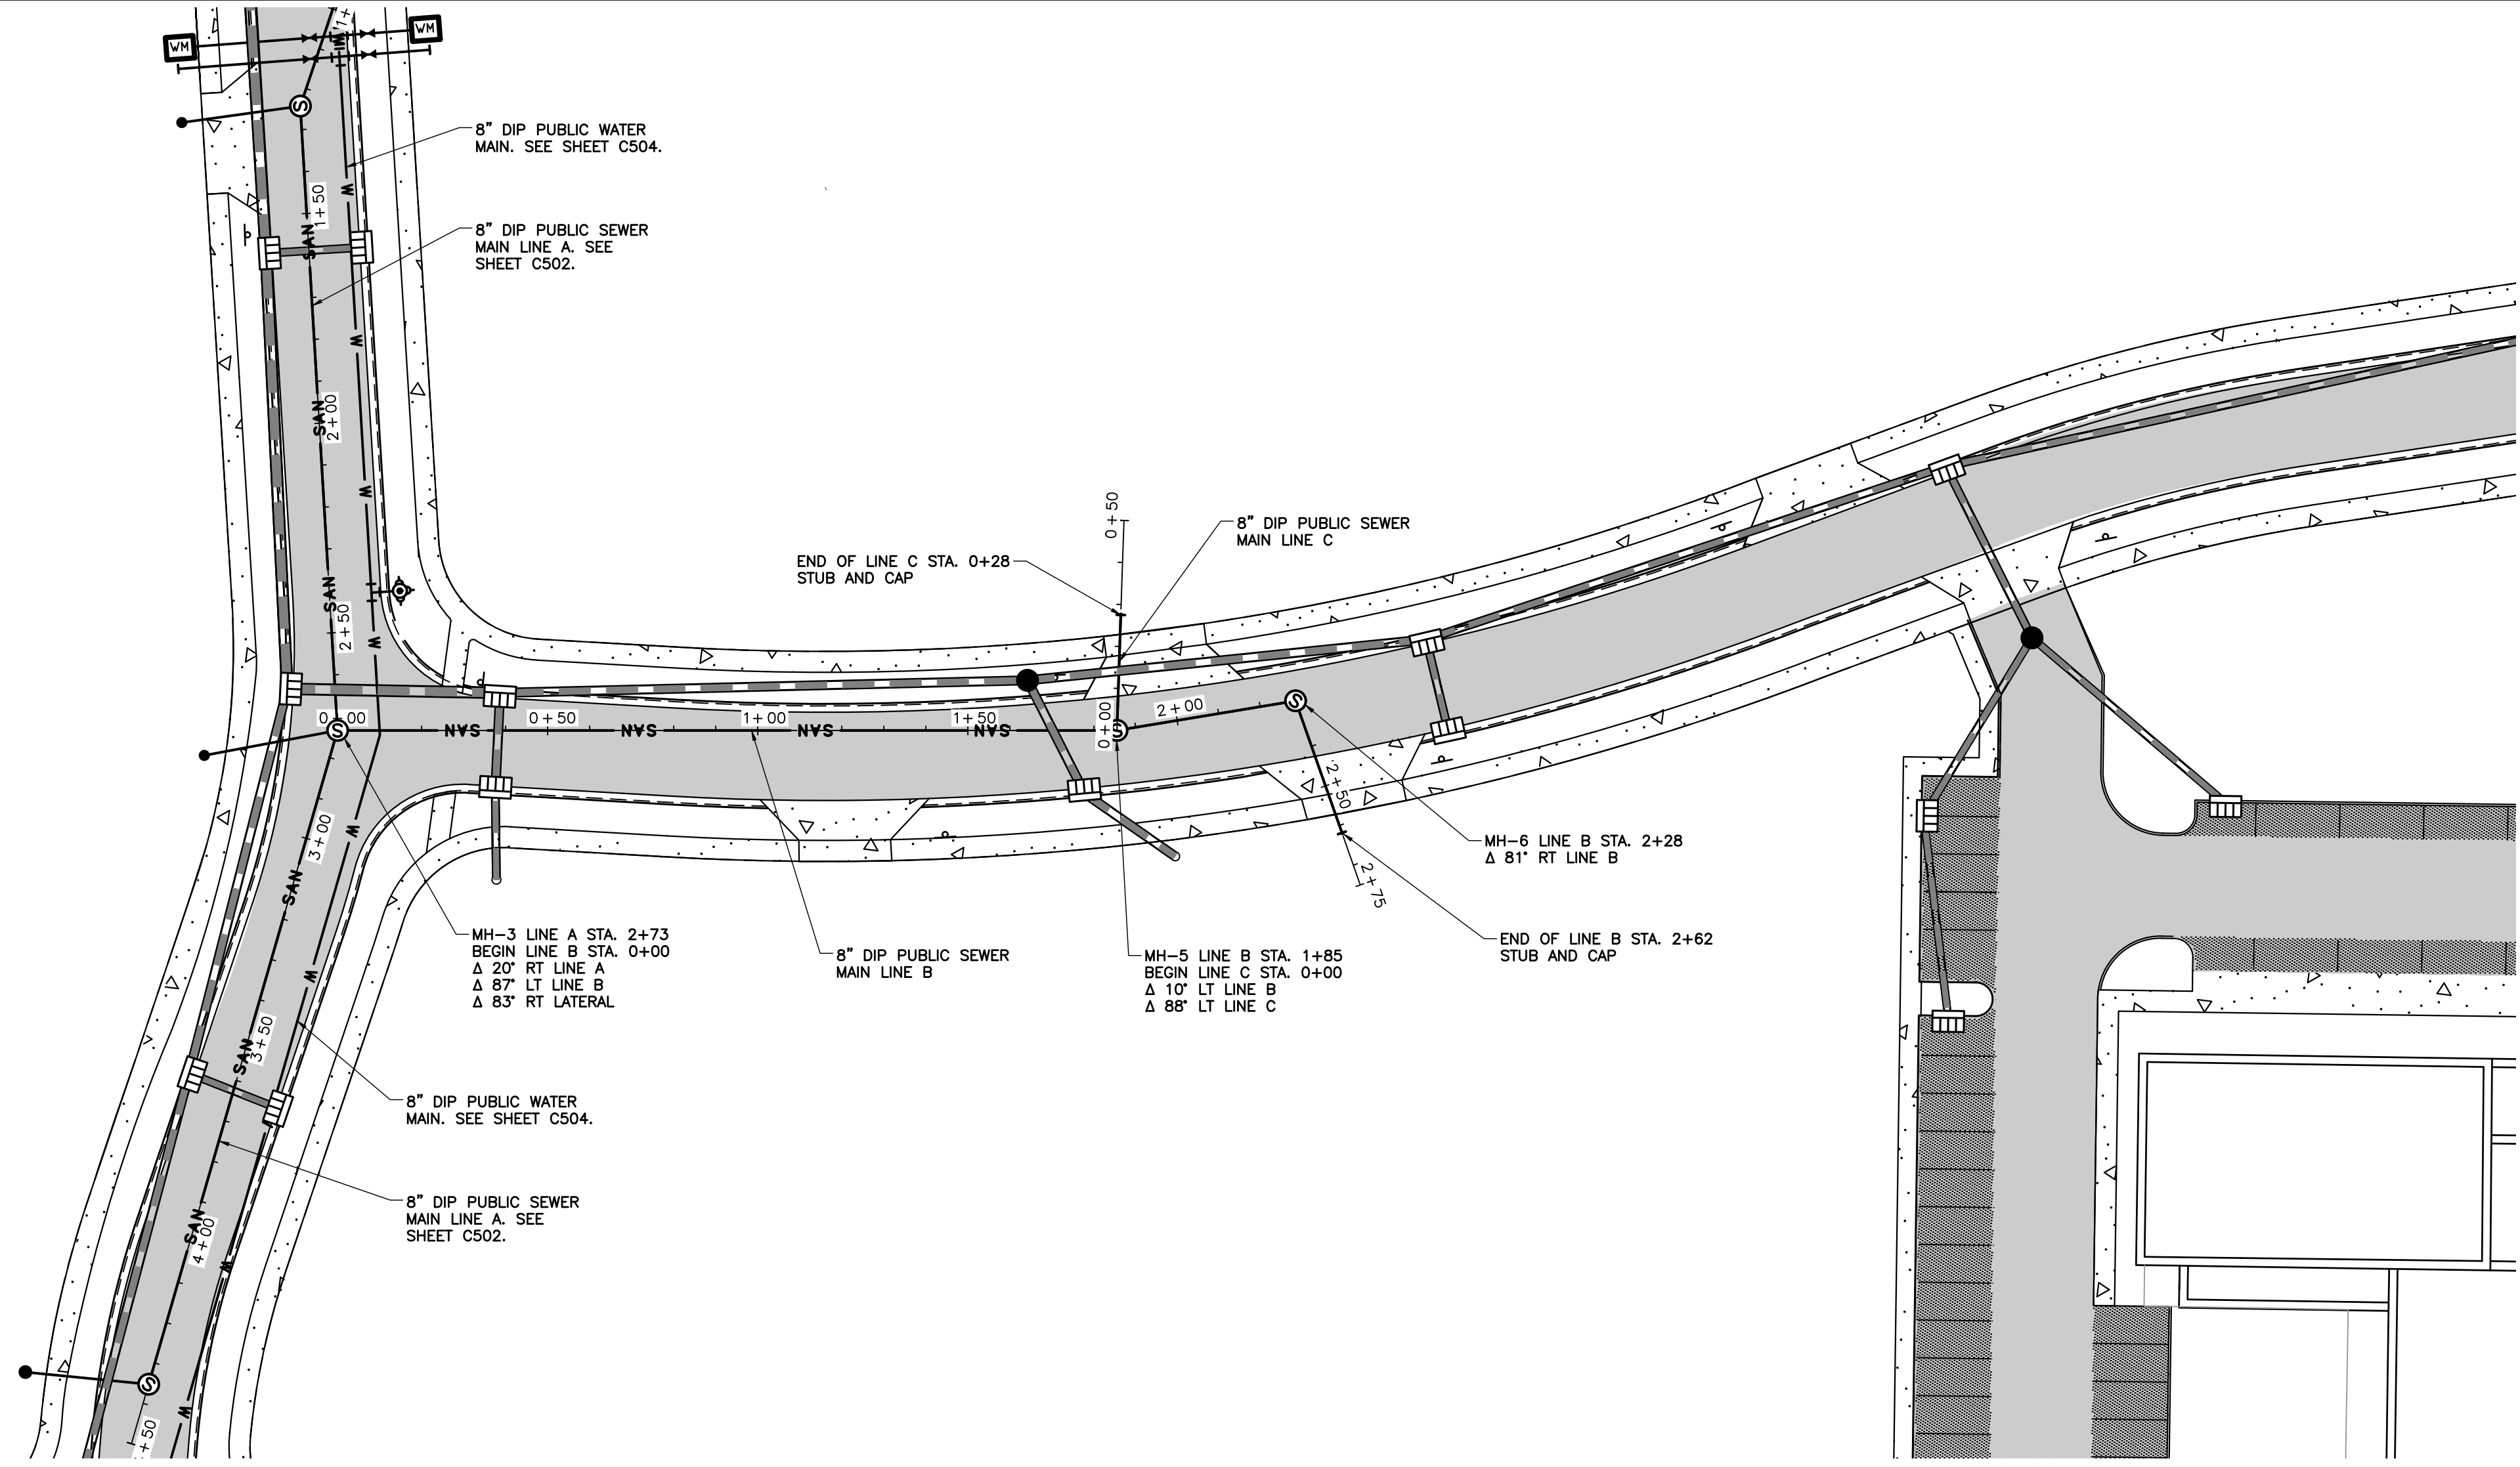 WM
WM
1+
W
8” DIP PUBLIC WATER
MAIN. SEE SHEET C504.
S
W
1+50
SAN
8” DIP PUBLIC SEWER
MAIN LINE A. SEE
SHEET C502.
W
SAN
2+00
W
0+50
8” DIP PUBLIC SEWER
MAIN LINE C
END OF LINE C STA. 0+28
STUB AND CAP
SAN
2+50
W
0+00
S
SAN
0+50
SAN
1+00
SAN
1+50
SAN
0+00
S
2+00
S
2+50
2+75
3+00
W
SAN
MH-6 LINE B STA. 2+28
Δ 81° RT LINE B
MH-3 LINE A STA. 2+73
BEGIN LINE B STA. 0+00
Δ 20° RT LINE A
Δ 87° LT LINE B
Δ 83° RT LATERAL
8” DIP PUBLIC SEWER
MAIN LINE B
MH-5 LINE B STA. 1+85
BEGIN LINE C STA. 0+00
Δ 10° LT LINE B
Δ 88° LT LINE C
END OF LINE B STA. 2+62
STUB AND CAP
W
SAN
3+50
8” DIP PUBLIC WATER
MAIN. SEE SHEET C504.
8” DIP PUBLIC SEWER
MAIN LINE A. SEE
SHEET C502.
SAN
4+00
W
S
W
+50